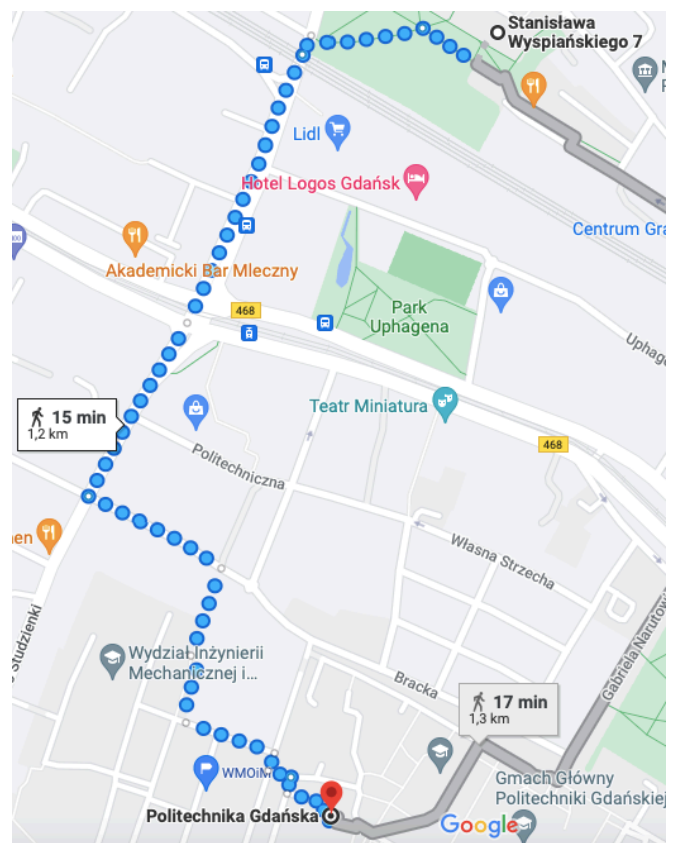 Stanisława
Wyspiańskiego 7
Lidl
Hotel Logos Gdańsk
Centrum Gra
Akademicki Bar Mleczny
468
Park
Uphagena
Uphag
Teatr Miniatura
15 min
1,2 km
468
Politechniczna
en
Własna Strzecha
Studzienki
Wydział Inżynierii
Mechanicznej i...
Bracka
Gabriela Narutow
17 min
1,3 km
WMOiM
Gmach Główny
Politechniki Gdańskiej
Politechnika Gdańska
Google